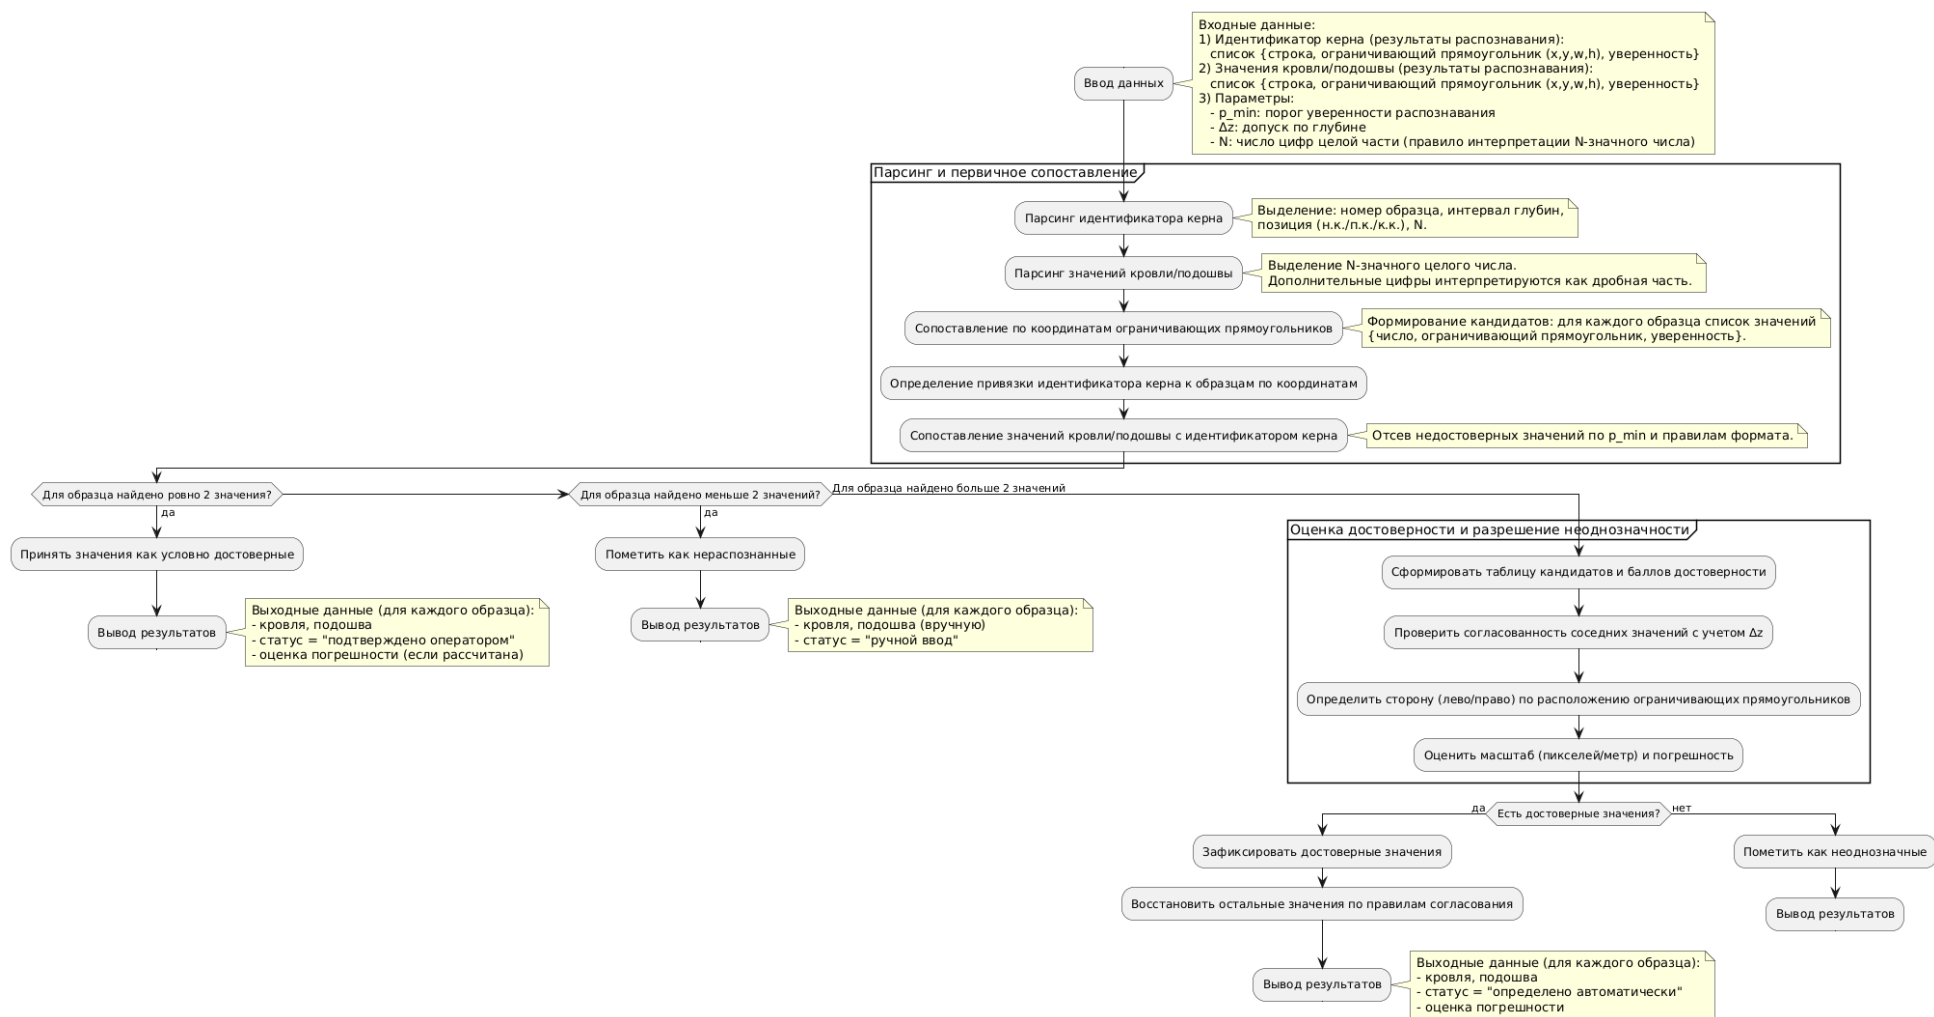 Ввод данных
Входные данные:
1) Идентификатор керна (результаты распознавания):
список {строка, ограничивающий прямоугольник (x,y,w,h), уверенность}
2) Значения кровли/подошвы (результаты распознавания):
список {строка, ограничивающий прямоугольник (x,y,w,h), уверенность}
3) Параметры:
- p_min: порог уверенности распознавания
- Δz: допуск по глубине
- N: число цифр целой части (правило интерпретации N-значного числа)
Парсинг и первичное сопоставление
Парсинг идентификатора керна
Выделение: номер образца, интервал глубин,
позиция (н.к./п.к./к.к.), N.
Парсинг значений кровли/подошвы
Выделение N-значного целого числа.
Дополнительные цифры интерпретируются как дробная часть.
Сопоставление по координатам ограничивающих прямоугольников
Формирование кандидатов: для каждого образца список значений
{число, ограничивающий прямоугольник, уверенность}.
Определение привязки идентификатора керна к образцам по координатам
Сопоставление значений кровли/подошвы с идентификатором керна
Отсев недостоверных значений по p_min и правилам формата.
Для образца найдено ровно 2 значения?
да
Принять значения как условно достоверные
Вывод результатов
Выходные данные (для каждого образца):
- кровля, подошва
- статус = "подтверждено оператором"
- оценка погрешности (если рассчитана)
Для образца найдено меньше 2 значений?
да
Пометить как нераспознанные
Вывод результатов
Выходные данные (для каждого образца):
- кровля, подошва (вручную)
- статус = "ручной ввод"
Для образца найдено больше 2 значений
Оценка достоверности и разрешение неоднозначности
Сформировать таблицу кандидатов и баллов достоверности
Проверить согласованность соседних значений с учетом Δz
Определить сторону (лево/право) по расположению ограничивающих прямоугольников
Оценить масштаб (пикселей/метр) и погрешность
Есть достоверные значения?
да
нет
Зафиксировать достоверные значения
Восстановить остальные значения по правилам согласования
Вывод результатов
Выходные данные (для каждого образца):
- кровля, подошва
- статус = "определено автоматически"
- оценка погрешности
Пометить как неоднозначные
Вывод результатов